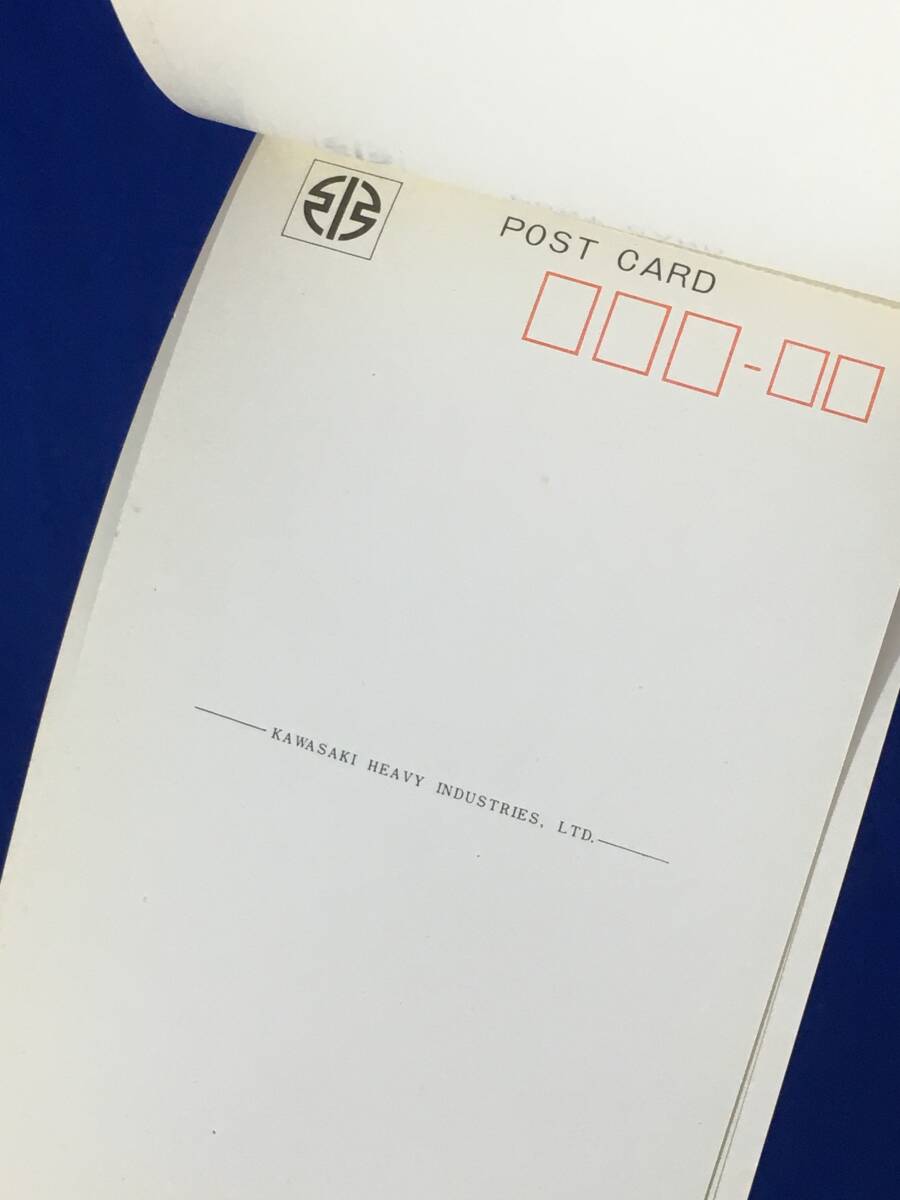 POST CARD
KAWASAKI HEAVY INDUSTRIES, LTD.